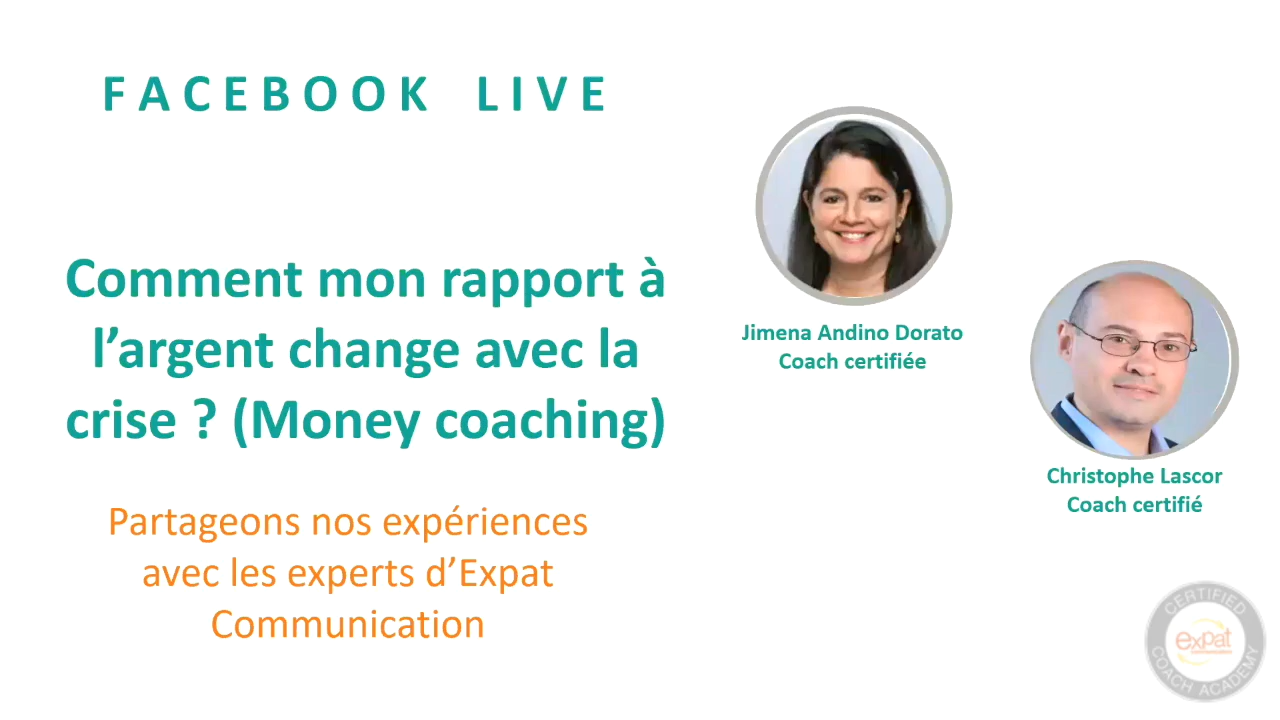 FACEBOOK LIVE
Comment mon rapport à
l’argent change avec la
crise ? (Money coaching)
Partageons nos expériences
avec les experts d’Expat
Communication
Jimena Andino Dorato
Coach certifiée
Christophe Lascor
Coach certifié
CERTIFIED
expat
communication
COACH ACADEMY